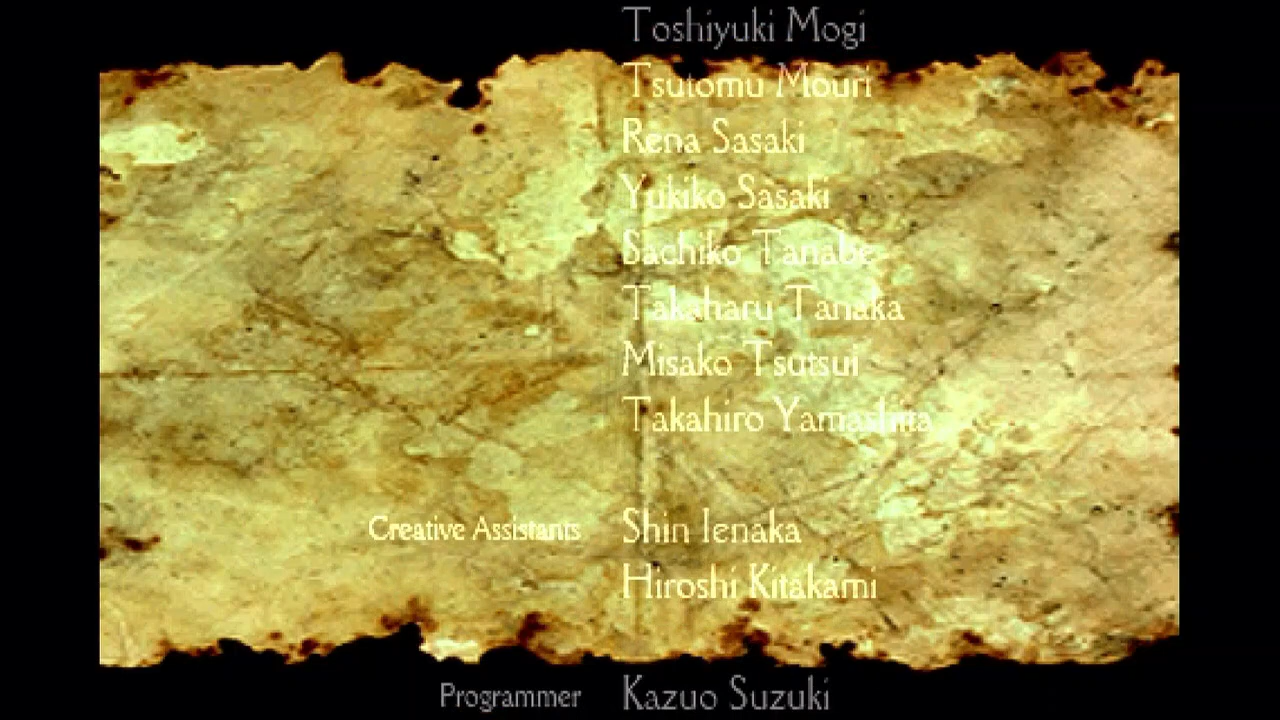 Toshiyuki Mogi
Tsutomu Mouri
Rena Sasaki
Yukiko Sasaki
Sachiko Tanabe
Takaharu Tanaka
Misako Tsutsui
Takahiro Yamashita
Creative Assistants Shin Ienaka
Hiroshi Kitakami
Programmer Kazuo Suzuki